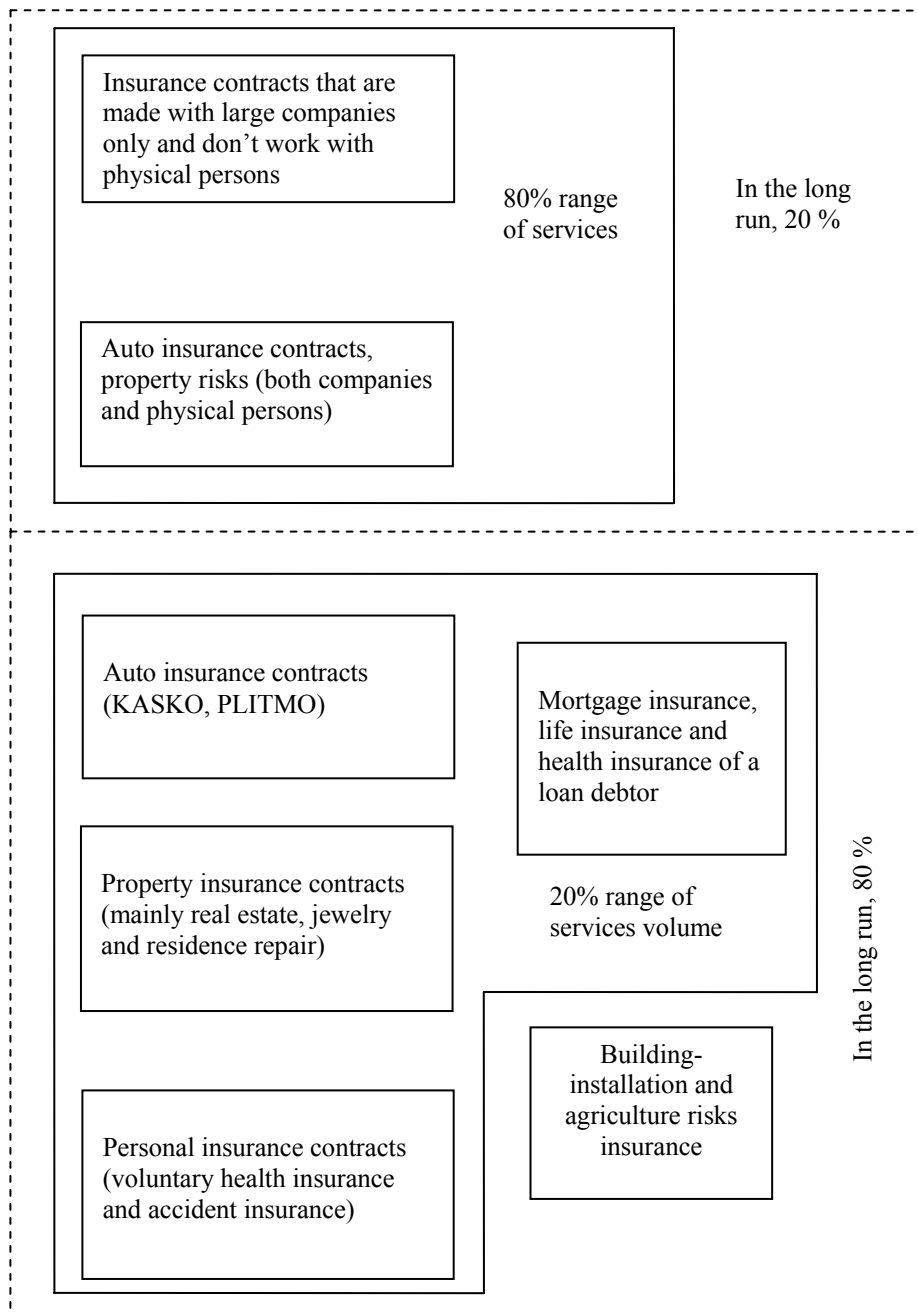 Insurance contracts that are
made with large companies
only and don’t work with
physical persons
80% range
of services
In the long
run, 20 %
Auto insurance contracts,
property risks (both companies
and physical persons)
Auto insurance contracts
(KASKO, PLITMO)
Mortgage insurance,
life insurance and
health insurance of a
loan debtor
Property insurance contracts
(mainly real estate, jewelry
and residence repair)
20% range of
services volume
In the long run, 80 %
Building-
installation and
agriculture risks
insurance
Personal insurance contracts
(voluntary health insurance
and accident insurance)